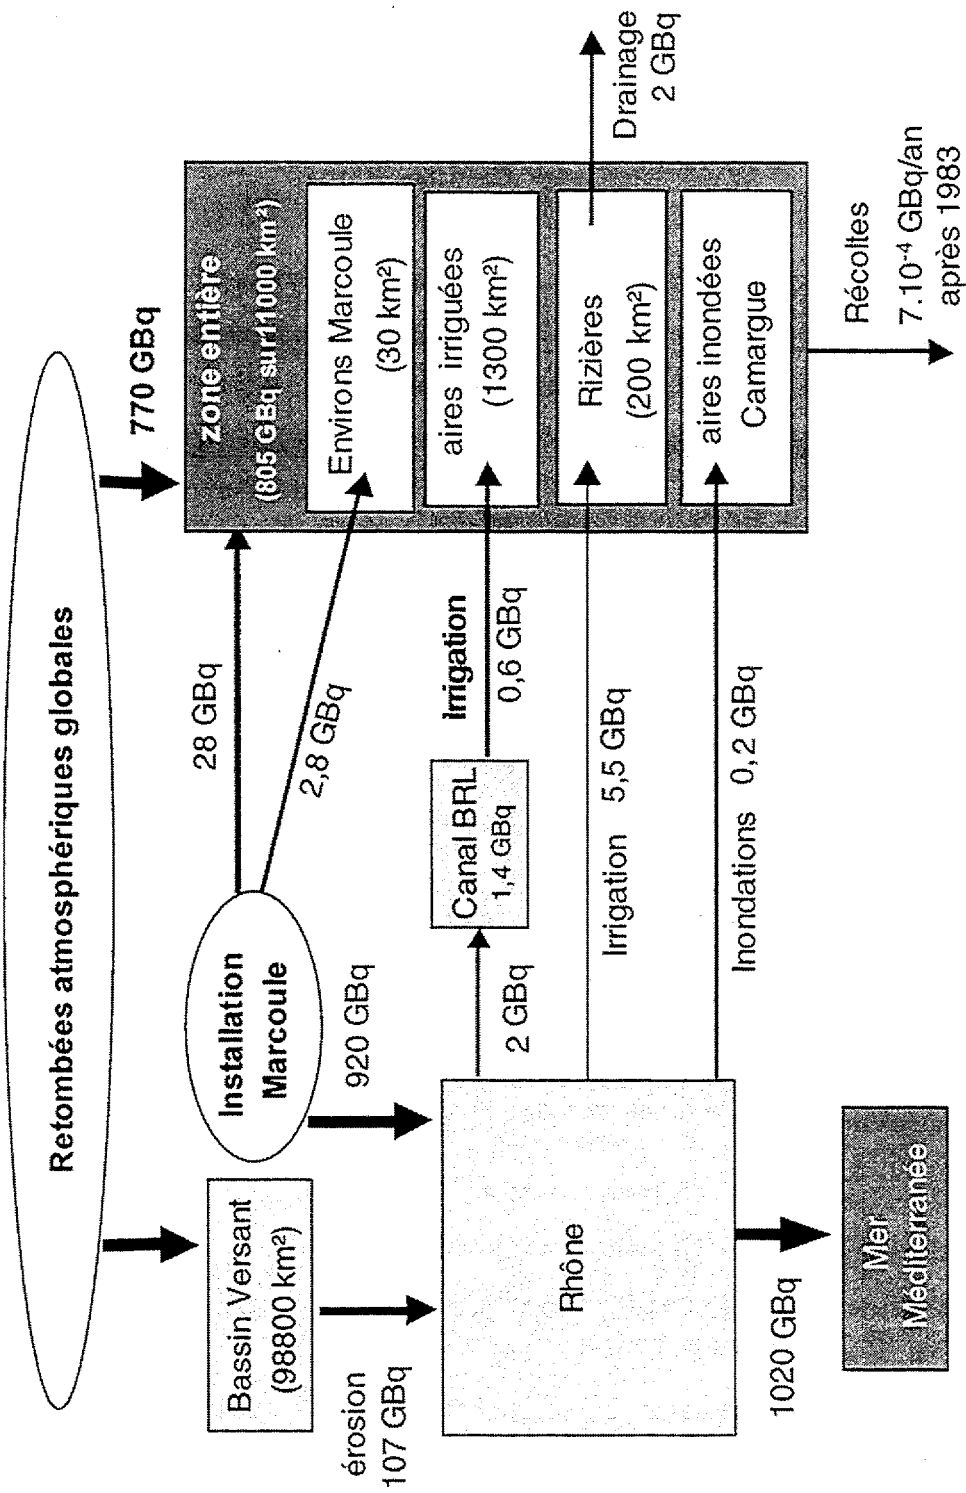 Retombées atmosphériques globales
770 GBq
Bassin Versant
(98800 km²)
Installation
Marcoule
28 GBq
2,8 GBq
zone entière
(805 GBq sur11000 km²)
Environs Marcoule
(30 km²)
érosion
107 GBq
920 GBq
2 GBq
Canal BRL
1,4 GBq
Irrigation
0,6 GBq
aires irriguées
(1300 km²)
Rhône
Irrigation 5,5 GBq
Rizières
(200 km²)
Drainage
2 GBq
Inondations 0,2 GBq
aires inondées
Camargue
1020 GBq
Mer
Méditerranée
Récoltes
7.10⁻⁴ GBq/an
après 1983